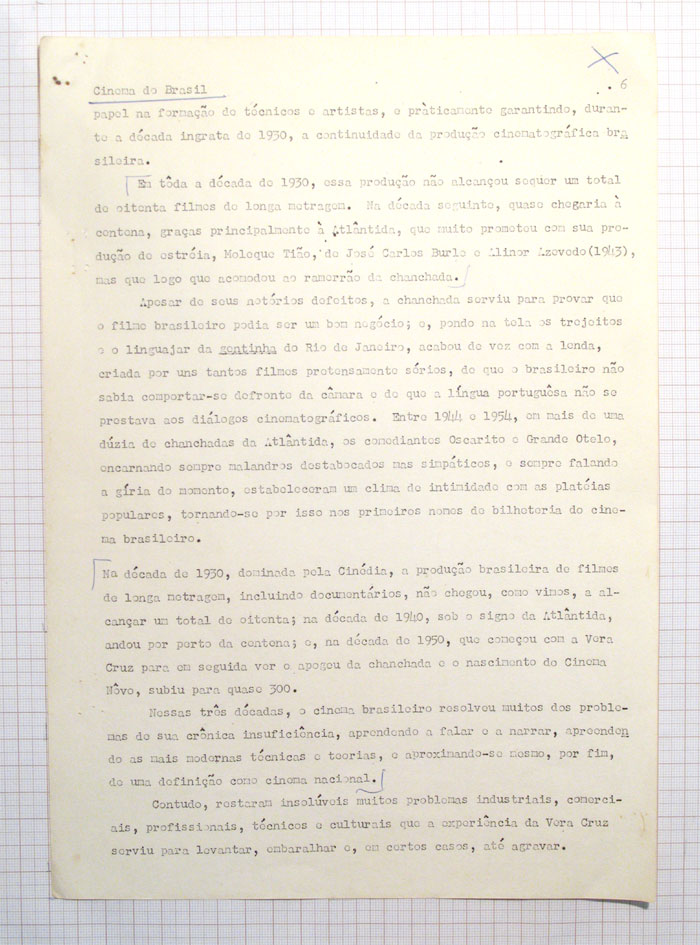 Cinema do Brasil
. 6
papel na formação de técnicos e artistas, e pràticamente garantindo, duran-
te a década ingrata de 1930, a continuidade da produção cinematográfica bra
sileira.
Em tôda a década de 1930, essa produção não alcançou sequer um total
de oitenta filmes de longa metragem. Na década seguinte, quase chegaria à
centena, graças principalmente à Atlântida, que muito prometeu com sua pro-
dução de estréia, Moleque Tião, de José Carlos Burle e Alinor Azevedo(1943),
mas que logo que acomodou ao ramerrão da chanchada.
Apesar de seus notórios defeitos, a chanchada serviu para provar que
o filme brasileiro podia ser um bom negócio; e, pondo na tela os trejeitos
e o linguajar da gentinha do Rio de Janeiro, acabou de vez com a lenda,
criada por uns tantos filmes pretensamente sérios, de que o brasileiro não
sabia comportar-se defronte da câmara e de que a língua portuguêsa não se
prestava aos diálogos cinematográficos. Entre 1944 e 1954, em mais de uma
dúzia de chanchadas da Atlântida, os comediantes Oscarito e Grande Otelo,
encarnando sempre malandros destabocados mas simpáticos, e sempre falando
a gíria do momento, estabeleceram um clima de intimidade com as platéias
populares, tornando-se por isso nos primeiros nomes de bilheteria do cine-
ma brasileiro.
Na década de 1930, dominada pela Cinédia, a produção brasileira de filmes
de longa metragem, incluindo documentários, não chegou, como vimos, a al-
cançar um total de oitenta; na década de 1940, sob o signo da Atlântida,
andou por perto da centena; e, na década de 1950, que começou com a Vera
Cruz para em seguida ver o apogeu da chanchada e o nascimento do Cinema
Nôvo, subiu para quase 300.
Nessas três décadas, o cinema brasileiro resolveu muitos dos proble-
mas de sua crônica insuficiência, aprendendo a falar e a narrar, apreenden
do as mais modernas técnicas e teorias, e aproximando-se mesmo, por fim,
de uma definição como cinema nacional.
Contudo, restaram insolúveis muitos problemas industriais, comerci-
ais, profissionais, técnicos e culturais que a experiência da Vera Cruz
serviu para levantar, embaralhar e, em certos casos, até agravar.